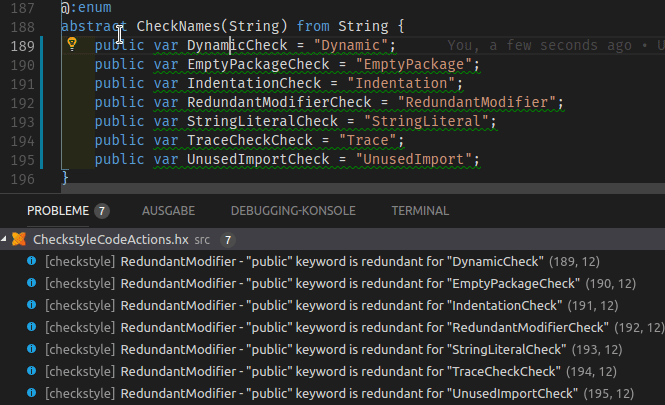 187 @:enum
188 abstract CheckNames(String) from String {
189 public var DynamicCheck = "Dynamic"; You, a few seconds ago • U
190 public var EmptyPackageCheck = "EmptyPackage";
191 public var IndentationCheck = "Indentation";
192 public var RedundantModifierCheck = "RedundantModifier";
193 public var StringLiteralCheck = "StringLiteral";
194 public var TraceCheckCheck = "Trace";
195 public var UnusedImportCheck = "UnusedImport";
196 }
PROBLEME 7 AUSGABE DEBUGGING-KONSOLE TERMINAL
CheckstyleCodeActions.hx src 7
[checkstyle] RedundantModifier - "public" keyword is redundant for "DynamicCheck" (189, 12)
[checkstyle] RedundantModifier - "public" keyword is redundant for "EmptyPackageCheck" (190, 12)
[checkstyle] RedundantModifier - "public" keyword is redundant for "IndentationCheck" (191, 12)
[checkstyle] RedundantModifier - "public" keyword is redundant for "RedundantModifierCheck" (192, 12)
[checkstyle] RedundantModifier - "public" keyword is redundant for "StringLiteralCheck" (193, 12)
[checkstyle] RedundantModifier - "public" keyword is redundant for "TraceCheckCheck" (194, 12)
[checkstyle] RedundantModifier - "public" keyword is redundant for "UnusedImportCheck" (195, 12)